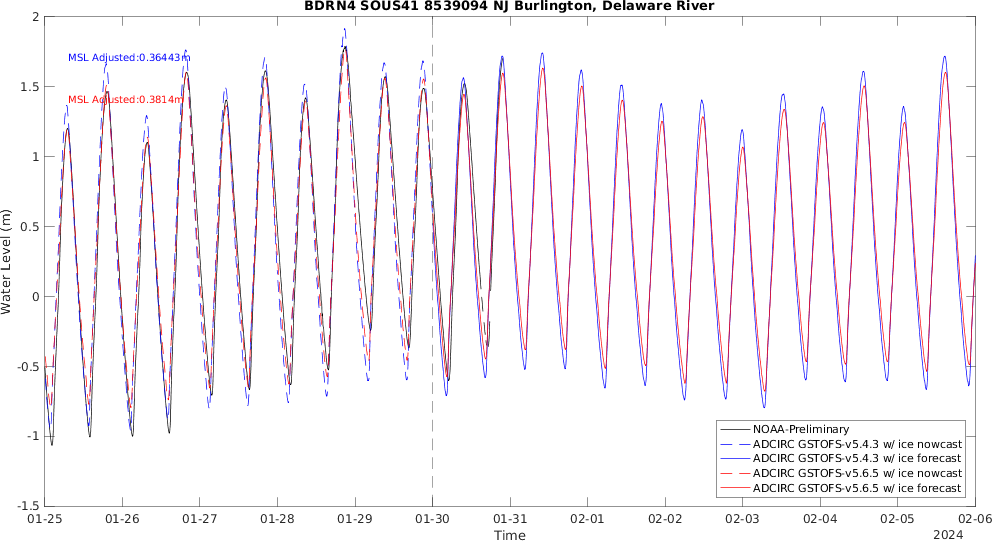 BDRN4 SOUS41 8539094 NJ Burlington, Delaware River
2
1.5
1
0.5
0
-0.5
-1
-1.5
Water Level (m)
MSL Adjusted:0.36443m
MSL Adjusted:0.3814m
NOAA-Preliminary
ADCIRC GSTOFS-v5.4.3 w/ ice nowcast
ADCIRC GSTOFS-v5.4.3 w/ ice forecast
ADCIRC GSTOFS-v5.6.5 w/ ice nowcast
ADCIRC GSTOFS-v5.6.5 w/ ice forecast
01-25 01-26 01-27 01-28 01-29 01-30 01-31 02-01 02-02 02-03 02-04 02-05 02-06
Time
2024